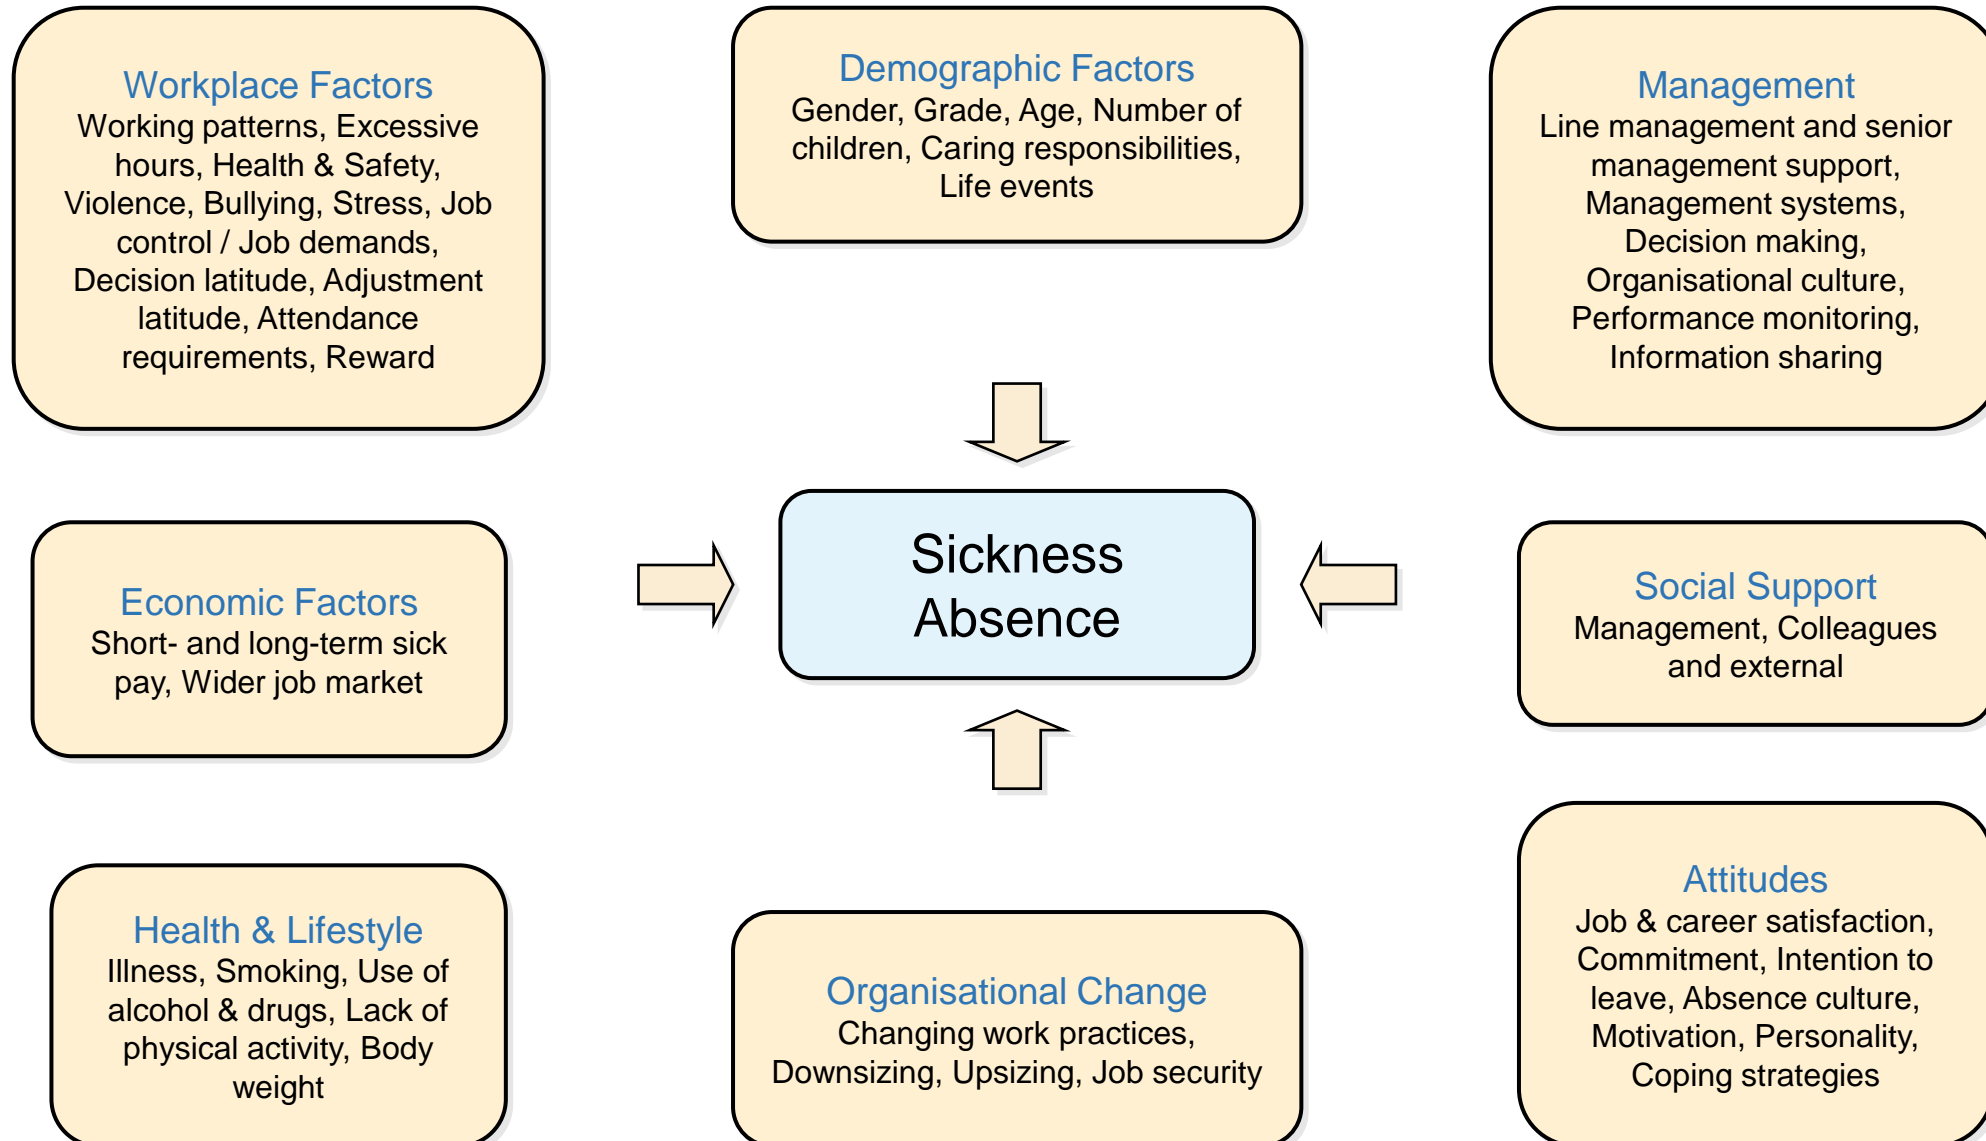 Workplace Factors
Working patterns, Excessive
hours, Health & Safety,
Violence, Bullying, Stress, Job
control / Job demands,
Decision latitude, Adjustment
latitude, Attendance
requirements, Reward
Demographic Factors
Gender, Grade, Age, Number of
children, Caring responsibilities,
Life events
Management
Line management and senior
management support,
Management systems,
Decision making,
Organisational culture,
Performance monitoring,
Information sharing
Economic Factors
Short- and long-term sick
pay, Wider job market
Sickness
Absence
Social Support
Management, Colleagues
and external
Health & Lifestyle
Illness, Smoking, Use of
alcohol & drugs, Lack of
physical activity, Body
weight
Organisational Change
Changing work practices,
Downsizing, Upsizing, Job security
Attitudes
Job & career satisfaction,
Commitment, Intention to
leave, Absence culture,
Motivation, Personality,
Coping strategies